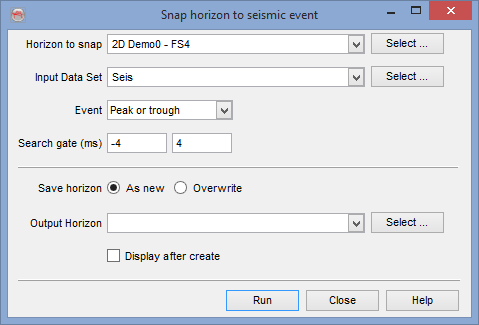 Snap horizon to seismic event
Horizon to snap 2D Demo0 - FS4 Select ...
Input Data Set Seis Select ...
Event Peak or trough
Search gate (ms) -4 4
Save horizon As new Overwrite
Output Horizon Select ...
Display after create
Run Close Help